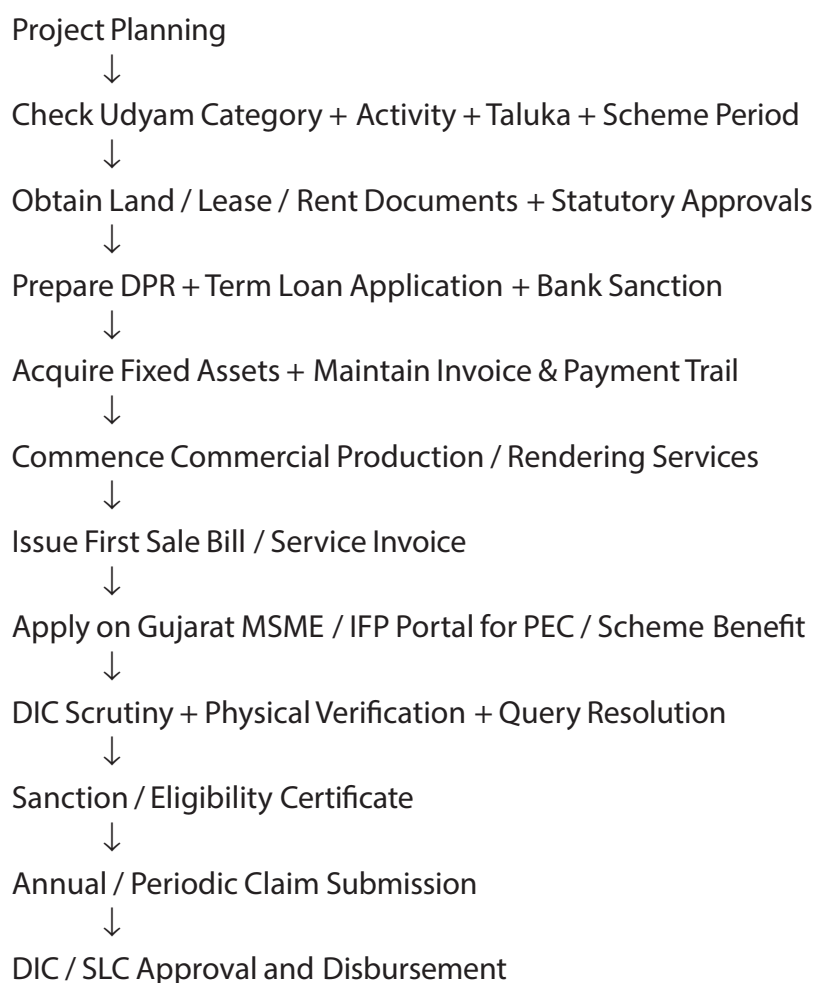 Project Planning
↓
Check Udyam Category + Activity + Taluka + Scheme Period
↓
Obtain Land / Lease / Rent Documents + Statutory Approvals
↓
Prepare DPR + Term Loan Application + Bank Sanction
↓
Acquire Fixed Assets + Maintain Invoice & Payment Trail
↓
Commence Commercial Production / Rendering Services
↓
Issue First Sale Bill / Service Invoice
↓
Apply on Gujarat MSME / IFP Portal for PEC / Scheme Benefit
↓
DIC Scrutiny + Physical Verification + Query Resolution
↓
Sanction / Eligibility Certificate
↓
Annual / Periodic Claim Submission
↓
DIC / SLC Approval and Disbursement